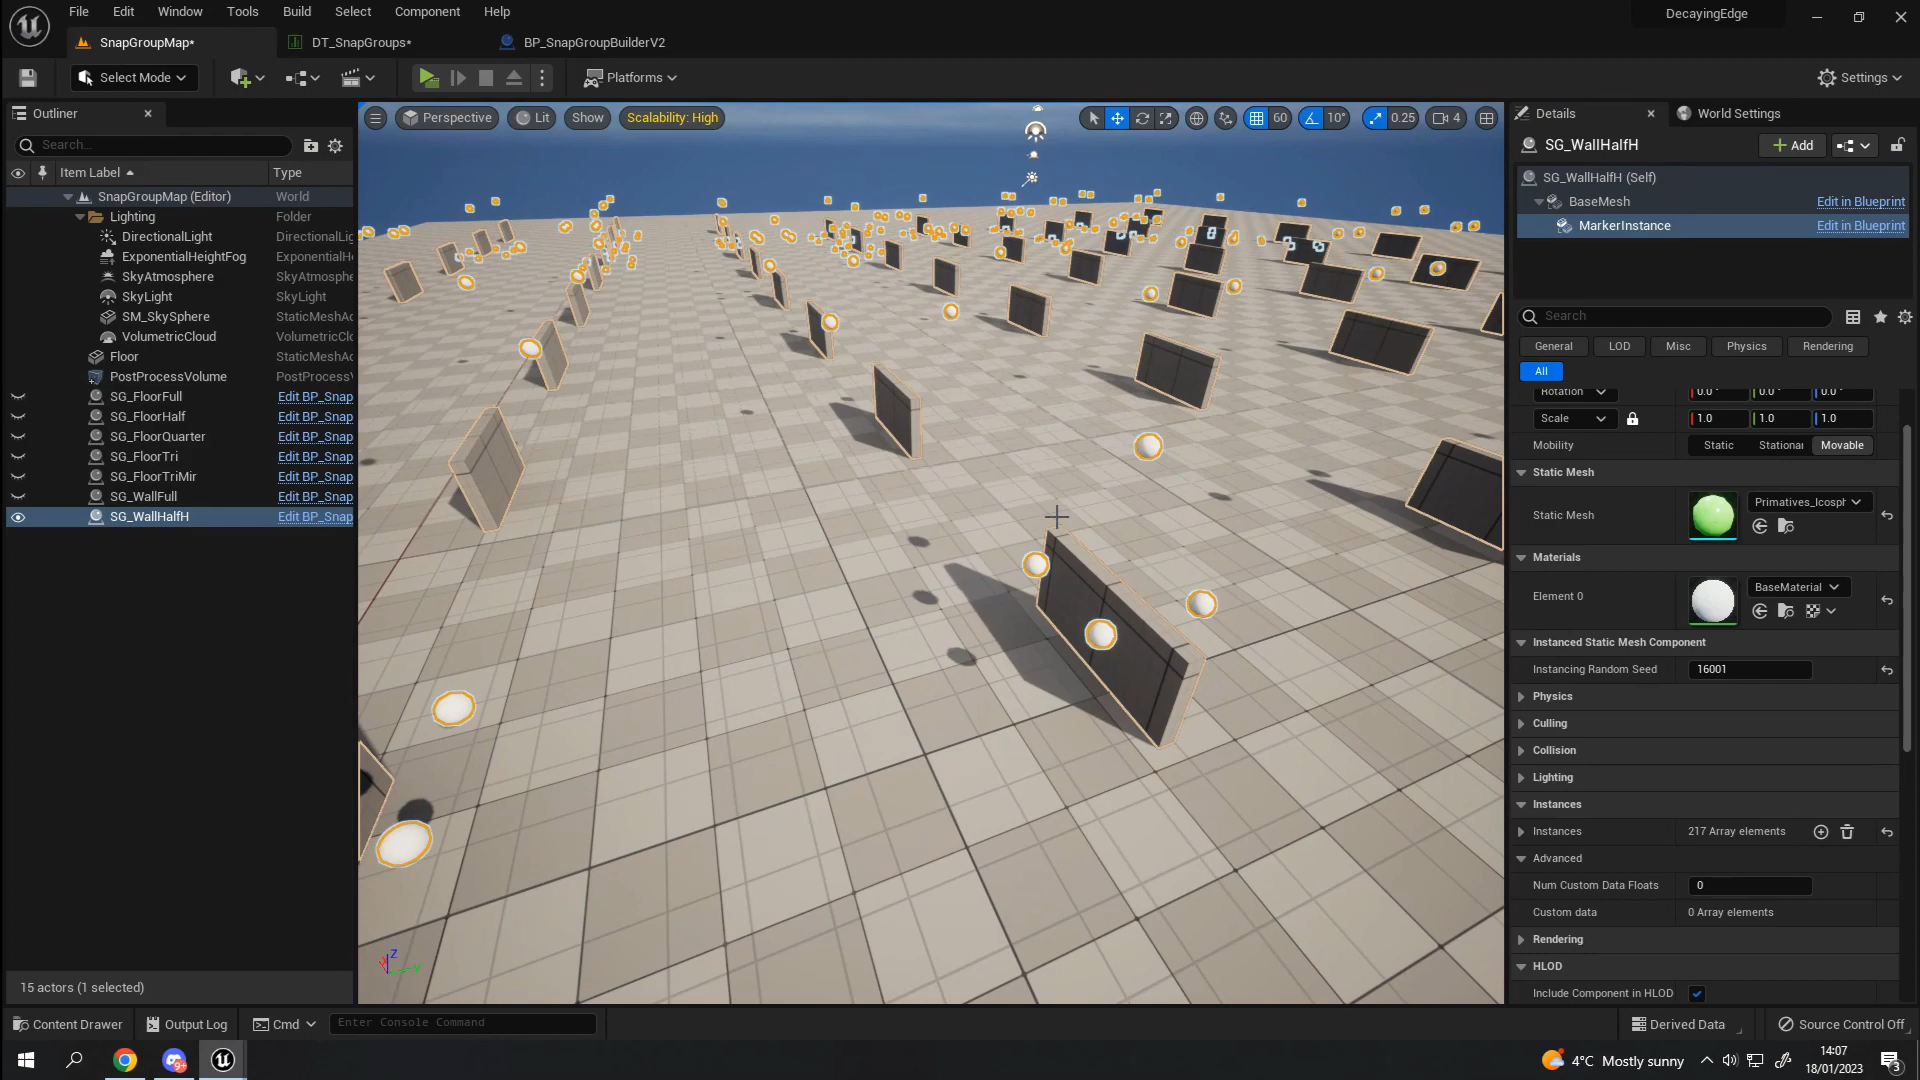 File Edit Window Tools Build Select Actor Component Help
DecayingEdge
SnapGroupMap* DT_SnapGroups* BP_SnapGroupBuilderV2
Select Mode Platforms Settings
Outliner
Search...
Item Label Type
SnapGroupMap (Editor) World
Lighting Folder
DirectionalLight DirectionalLig
ExponentialHeightFog ExponentialHe
SkyAtmosphere SkyAtmosphere
SkyLight SkyLight
SM_SkySphere StaticMeshAc
VolumetricCloud VolumetricClo
Floor StaticMeshAc
PostProcessVolume PostProcessV
SG_FloorFull Edit BP_Snap
SG_FloorHalf Edit BP_Snap
SG_FloorQuarter Edit BP_Snap
SG_FloorTri Edit BP_Snap
SG_FloorTriMir Edit BP_Snap
SG_WallFull Edit BP_Snap
SG_WallHalfH Edit BP_Snap
15 actors (1 selected)
Perspective Lit Show Scalability: High 60 10° 0.25 4
Z
Y
Details World Settings
SG_WallHalfH Add
SG_WallHalfH (Self)
BaseMesh Edit in Blueprint
MarkerInstance Edit in Blueprint
Search
General LOD Misc Physics Rendering
All
Rotation 0.0° 0.0° 0.0°
Scale 1.0 1.0 1.0
Mobility Static Stationar Movable
Static Mesh
Static Mesh Primatives_Icosph
Materials
Element 0 BaseMaterial
Instanced Static Mesh Component
Instancing Random Seed 16001
Physics
Culling
Collision
Lighting
Instances
Instances 217 Array elements
Advanced
Num Custom Data Floats 0
Custom data 0 Array elements
Rendering
HLOD
Include Component in HLOD
Content Drawer Output Log Cmd Enter Console Command Derived Data Source Control Off
9+ 4°C Mostly sunny 14:07
18/01/2023 3